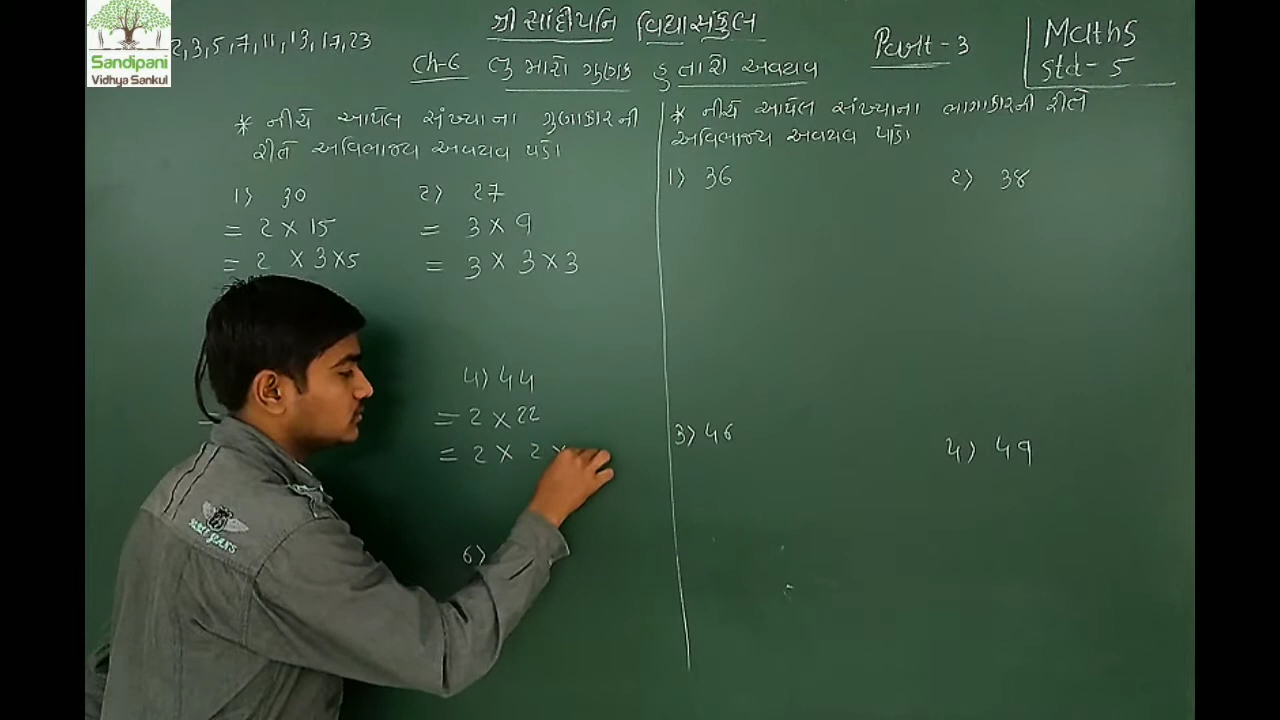 Sandipani
Vidhya Sankul
2,3,5,7,11,13,17,23
શ્રી સાંદીપનિ વિદ્યાસંકુલ
Ch-6 હું મારો ગુણક હું તારો અવયવ
Part - 3
Maths
Std - 5
* નીચે આપેલ સંખ્યાના ગુણાકારની
રીતે અવિભાજ્ય અવયવ પાડો
1) 30
= 2 × 15
= 2 × 3 × 5
2) 27
= 3 × 9
= 3 × 3 × 3
4) 44
= 2 × 22
= 2 × 2 ×
6)
* નીચે આપેલ સંખ્યાના ભાગાકારની રીતે
અવિભાજ્ય અવયવ પાડો
1) 36
2) 38
3) 46
4) 49